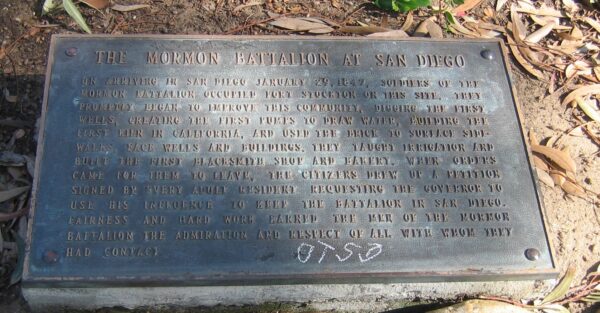 THE MORMON BATTALION AT SAN DIEGO
ON ARRIVING IN SAN DIEGO JANUARY 29, 1847, SOLDIERS OF THE
MORMON BATTALION OCCUPIED FORT STOCKTON ON THIS SITE. THEY
PROMPTLY BEGAN TO IMPROVE THIS COMMUNITY, DIGGING THE FIRST
WELLS, CREATING THE FIRST PUMPS TO DRAW WATER, BUILDING THE
FIRST KILN IN CALIFORNIA, AND USED THE BRICK TO SURFACE SIDE-
WALKS, FACE WELLS AND BUILDINGS. THEY TAUGHT IRRIGATION AND
BUILT THE FIRST BLACKSMITH SHOP AND BAKERY. WHEN ORDERS
CAME FOR THEM TO LEAVE, THE CITIZENS DREW UP A PETITION
SIGNED BY EVERY ADULT RESIDENT REQUESTING THE GOVERNOR TO
USE HIS INFLUENCE TO KEEP THE BATTALION IN SAN DIEGO.
FAIRNESS AND HARD WORK EARNED THE MEN OF THE MORMON
BATTALION THE ADMIRATION AND RESPECT OF ALL WITH WHOM THEY
HAD CONTACT